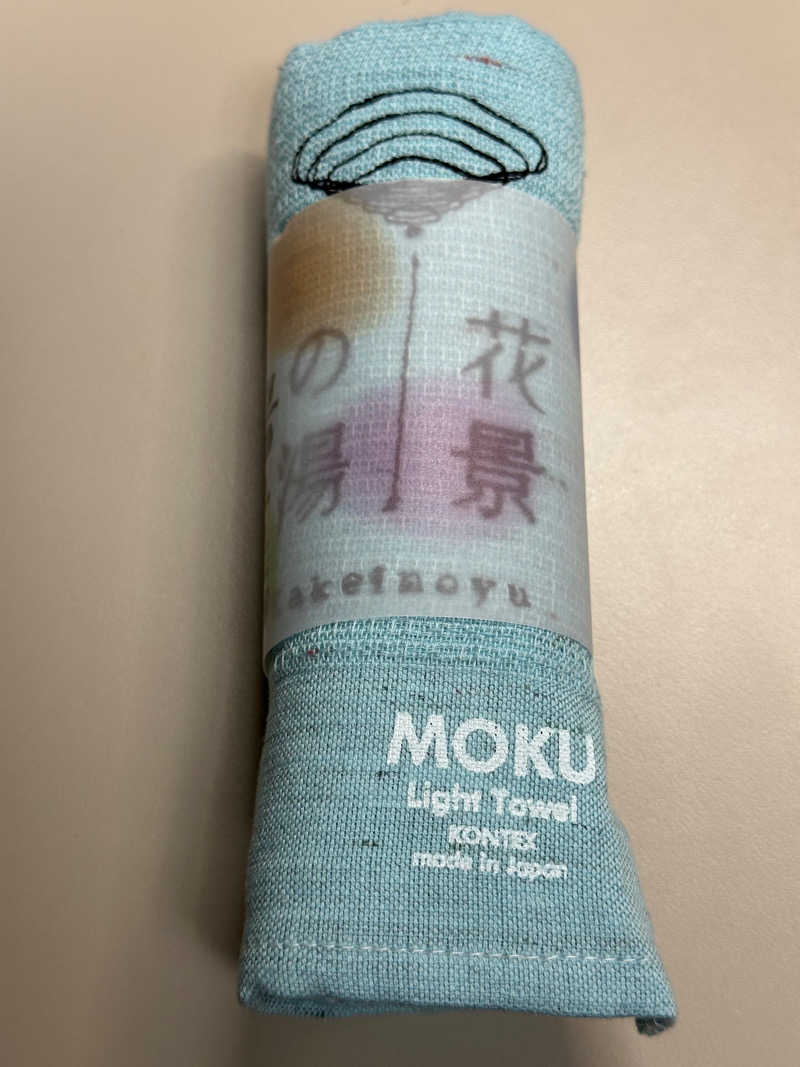 花景
の湯
akeinoyu
MOKU
Light Towel
KONTEX
made in Japan